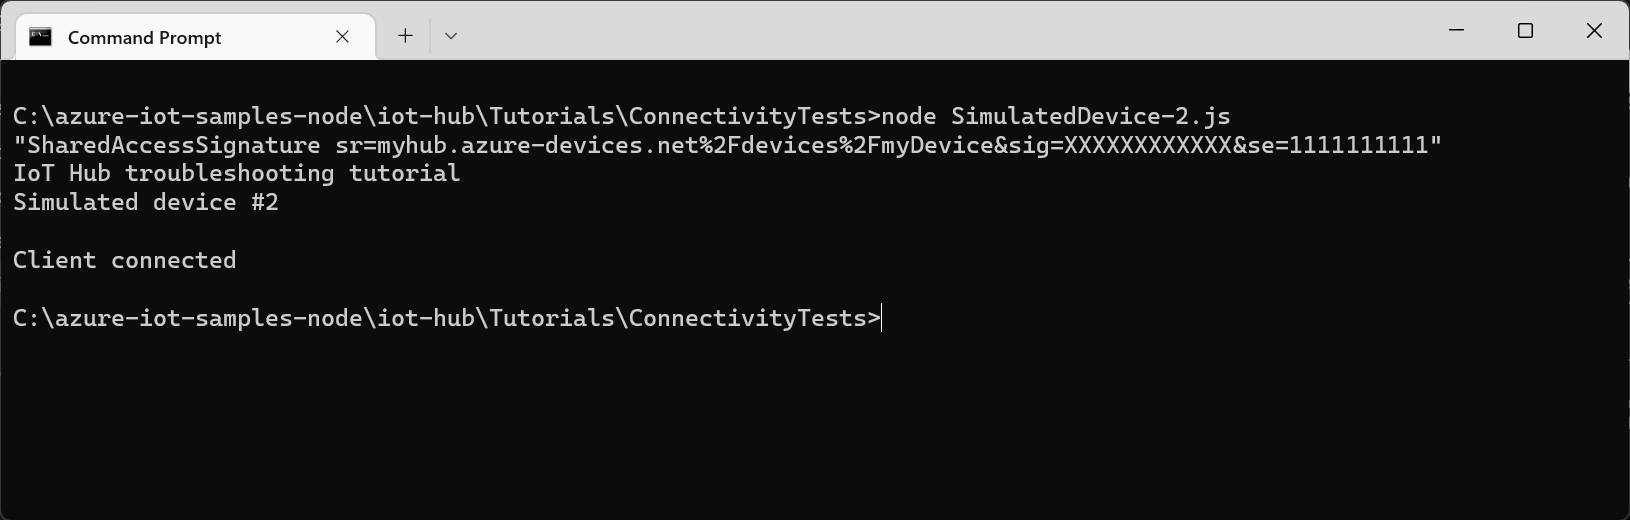 Command Prompt
C:\azure-iot-samples-node\iot-hub\Tutorials\ConnectivityTests>node SimulatedDevice-2.js
"SharedAccessSignature sr=myhub.azure-devices.net%2Fdevices%2FmyDevice&sig=XXXXXXXXXXXX&se=1111111111"
IoT Hub troubleshooting tutorial
Simulated device #2
Client connected
C:\azure-iot-samples-node\iot-hub\Tutorials\ConnectivityTests>